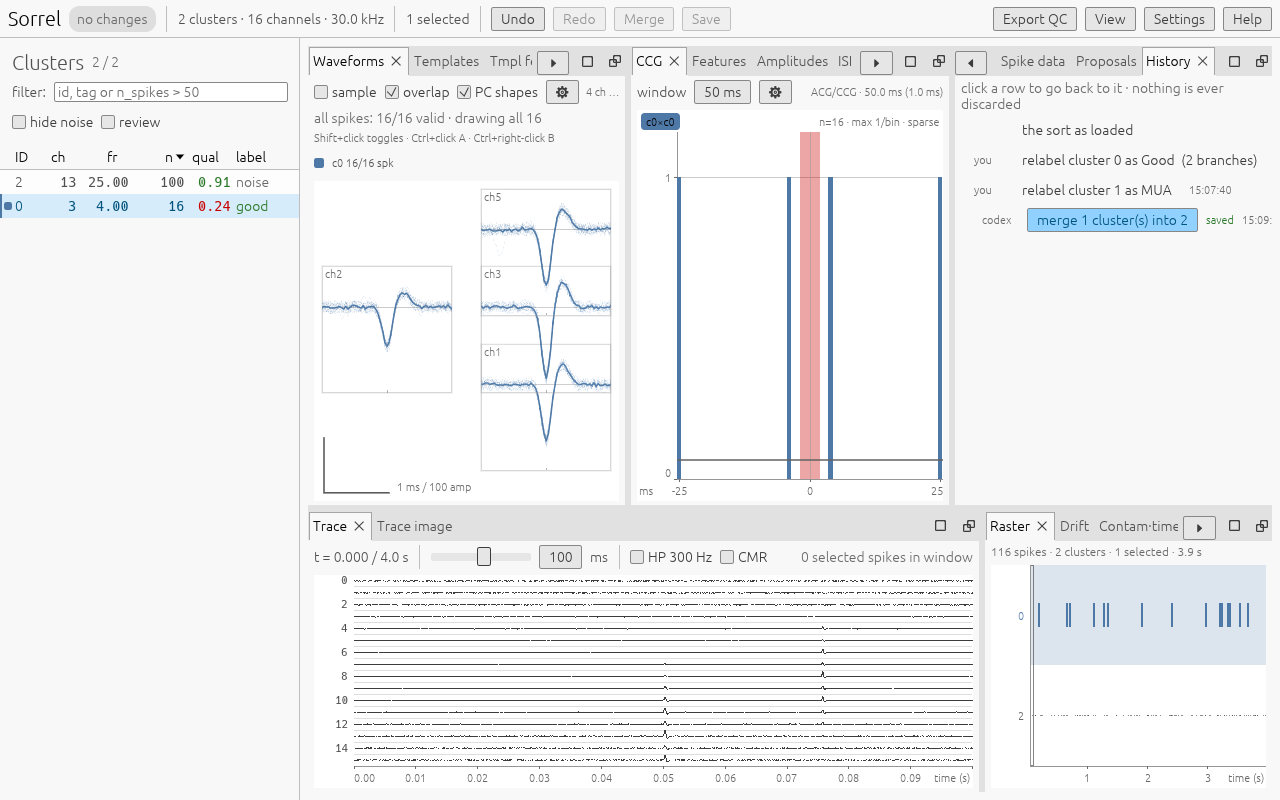 Sorrel no changes 2 clusters · 16 channels · 30.0 kHz 1 selected Undo Redo Merge Save Export QC View Settings Help
Clusters 2 / 2
filter: id, tag or n_spikes > 50
hide noise review
ID ch fr n qual label
2 13 25.00 100 0.91 noise
0 3 4.00 16 0.24 good
Waveforms Templates Tmpl f
sample overlap PC shapes 4 ch ...
all spikes: 16/16 valid · drawing all 16
Shift+click toggles · Ctrl+click A · Ctrl+right-click B
c0 16/16 spk
ch5
ch2
ch3
ch1
1 ms / 100 amp
CCG Features Amplitudes ISI
window 50 ms ACG/CCG · 50.0 ms (1.0 ms)
c0×c0 n=16 · max 1/bin · sparse
1
0
ms -25 0 25
Spike data Proposals History
click a row to go back to it · nothing is ever
discarded
the sort as loaded
you relabel cluster 0 as Good (2 branches)
you relabel cluster 1 as MUA 15:07:40
codex merge 1 cluster(s) into 2 saved 15:09:
Trace Trace image
t = 0.000 / 4.0 s 100 ms HP 300 Hz CMR 0 selected spikes in window
0
2
4
6
8
10
12
14
0.00 0.01 0.02 0.03 0.04 0.05 0.06 0.07 0.08 0.09 time (s)
Raster Drift Contam-time
116 spikes · 2 clusters · 1 selected · 3.9 s
0
2
1 2 3 time (s)